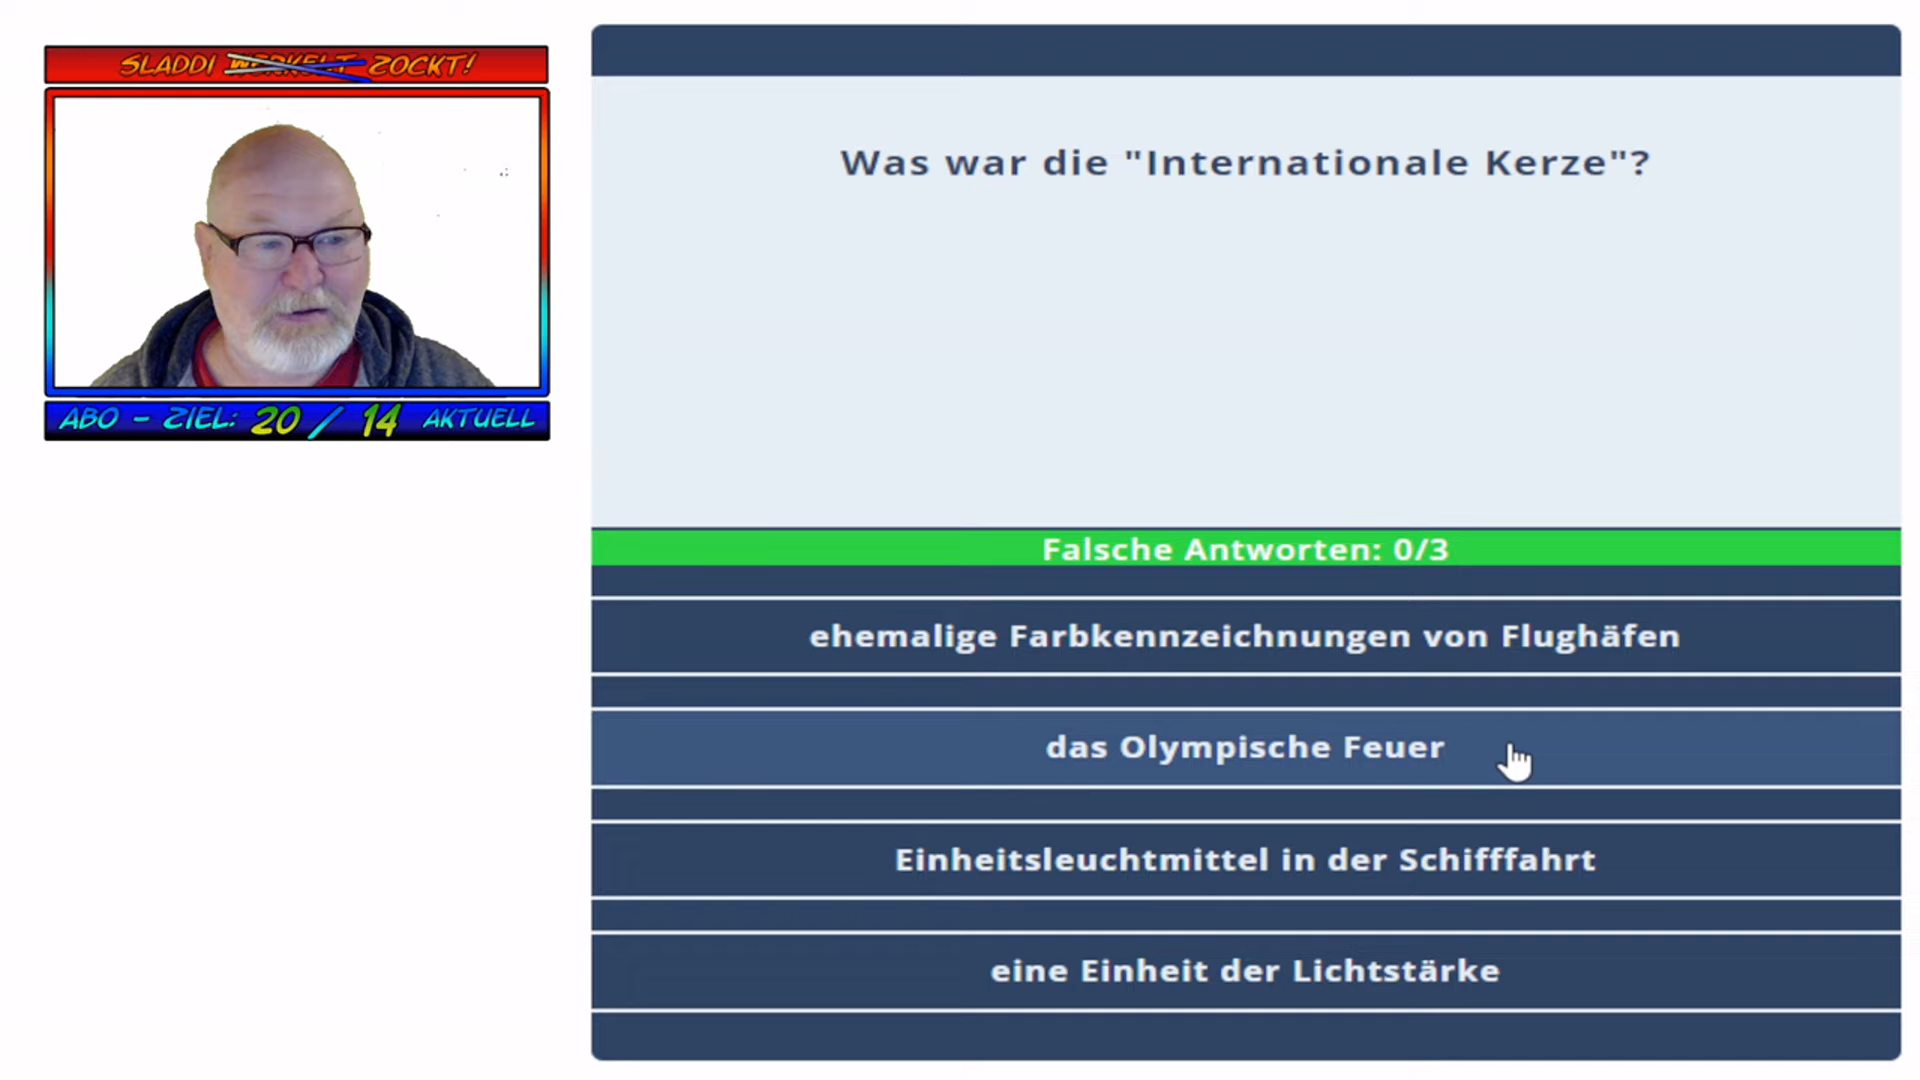 SLADDI WERKELT ZOCKT!
ABO - ZIEL: 20 / 14 AKTUELL
Was war die "Internationale Kerze"?
Falsche Antworten: 0/3
ehemalige Farbkennzeichnungen von Flughäfen
das Olympische Feuer
Einheitsleuchtmittel in der Schifffahrt
eine Einheit der Lichtstärke